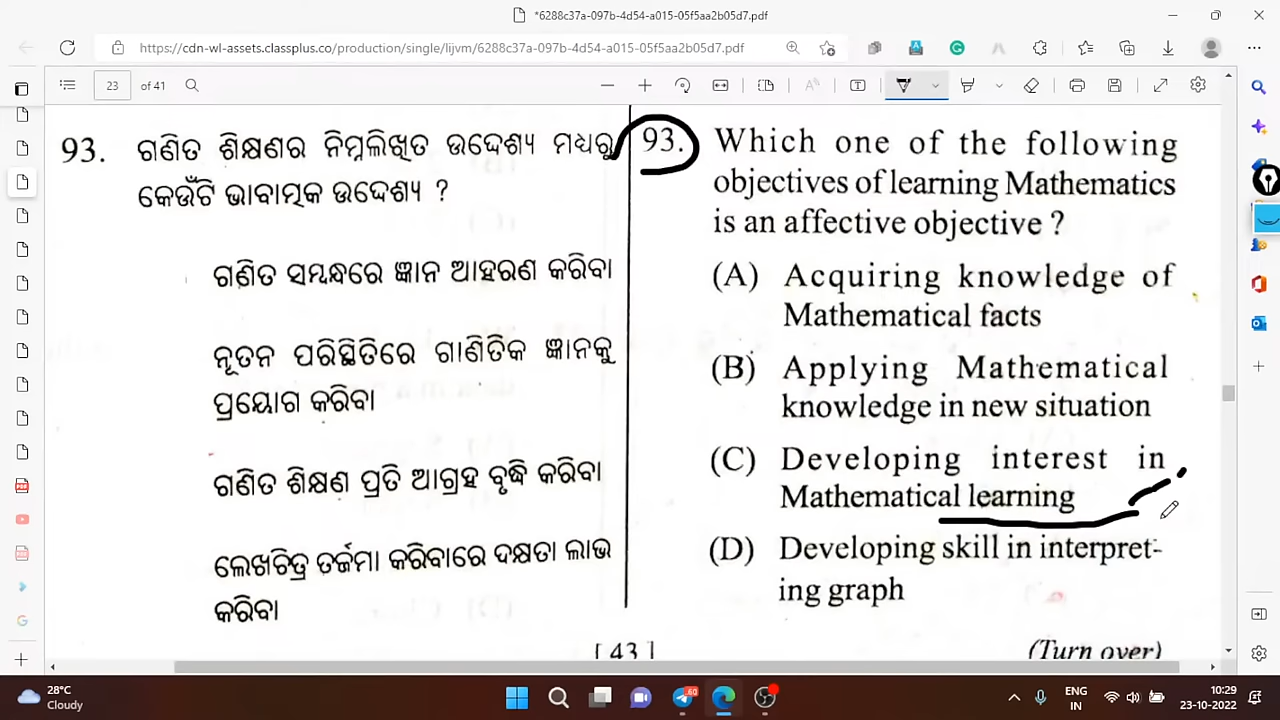 *6288c37a-097b-4d54-a015-05f5aa2b05d7.pdf
https://cdn-wl-assets.classplus.co/production/single/lijvm/6288c37a-097b-4d54-a015-05f5aa2b05d7.pdf
23 of 41
93. ଗଣିତ ଶିକ୍ଷଣର ନିମ୍ନଲିଖିତ ଉଦ୍ଦେଶ୍ୟ ମଧ୍ୟରୁ
କେଉଁଟି ଭାବାତ୍ମକ ଉଦ୍ଦେଶ୍ୟ ?
ଗଣିତ ସମ୍ବନ୍ଧରେ ଜ୍ଞାନ ଆହରଣ କରିବା
ନୂତନ ପରିସ୍ଥିତିରେ ଗାଣିତିକ ଜ୍ଞାନକୁ
ପ୍ରୟୋଗ କରିବା
ଗଣିତ ଶିକ୍ଷଣ ପ୍ରତି ଆଗ୍ରହ ବୃଦ୍ଧି କରିବା
ଲେଖଚିତ୍ର ତର୍ଜମା କରିବାରେ ଦକ୍ଷତା ଲାଭ
କରିବା
93. Which one of the following
objectives of learning Mathematics
is an affective objective ?
(A) Acquiring knowledge of
Mathematical facts
(B) Applying Mathematical
knowledge in new situation
(C) Developing interest in
Mathematical learning
(D) Developing skill in interpret-
ing graph
[ 43 ]
(Turn over)
28°C
Cloudy
60
ENG
IN
10:29
23-10-2022